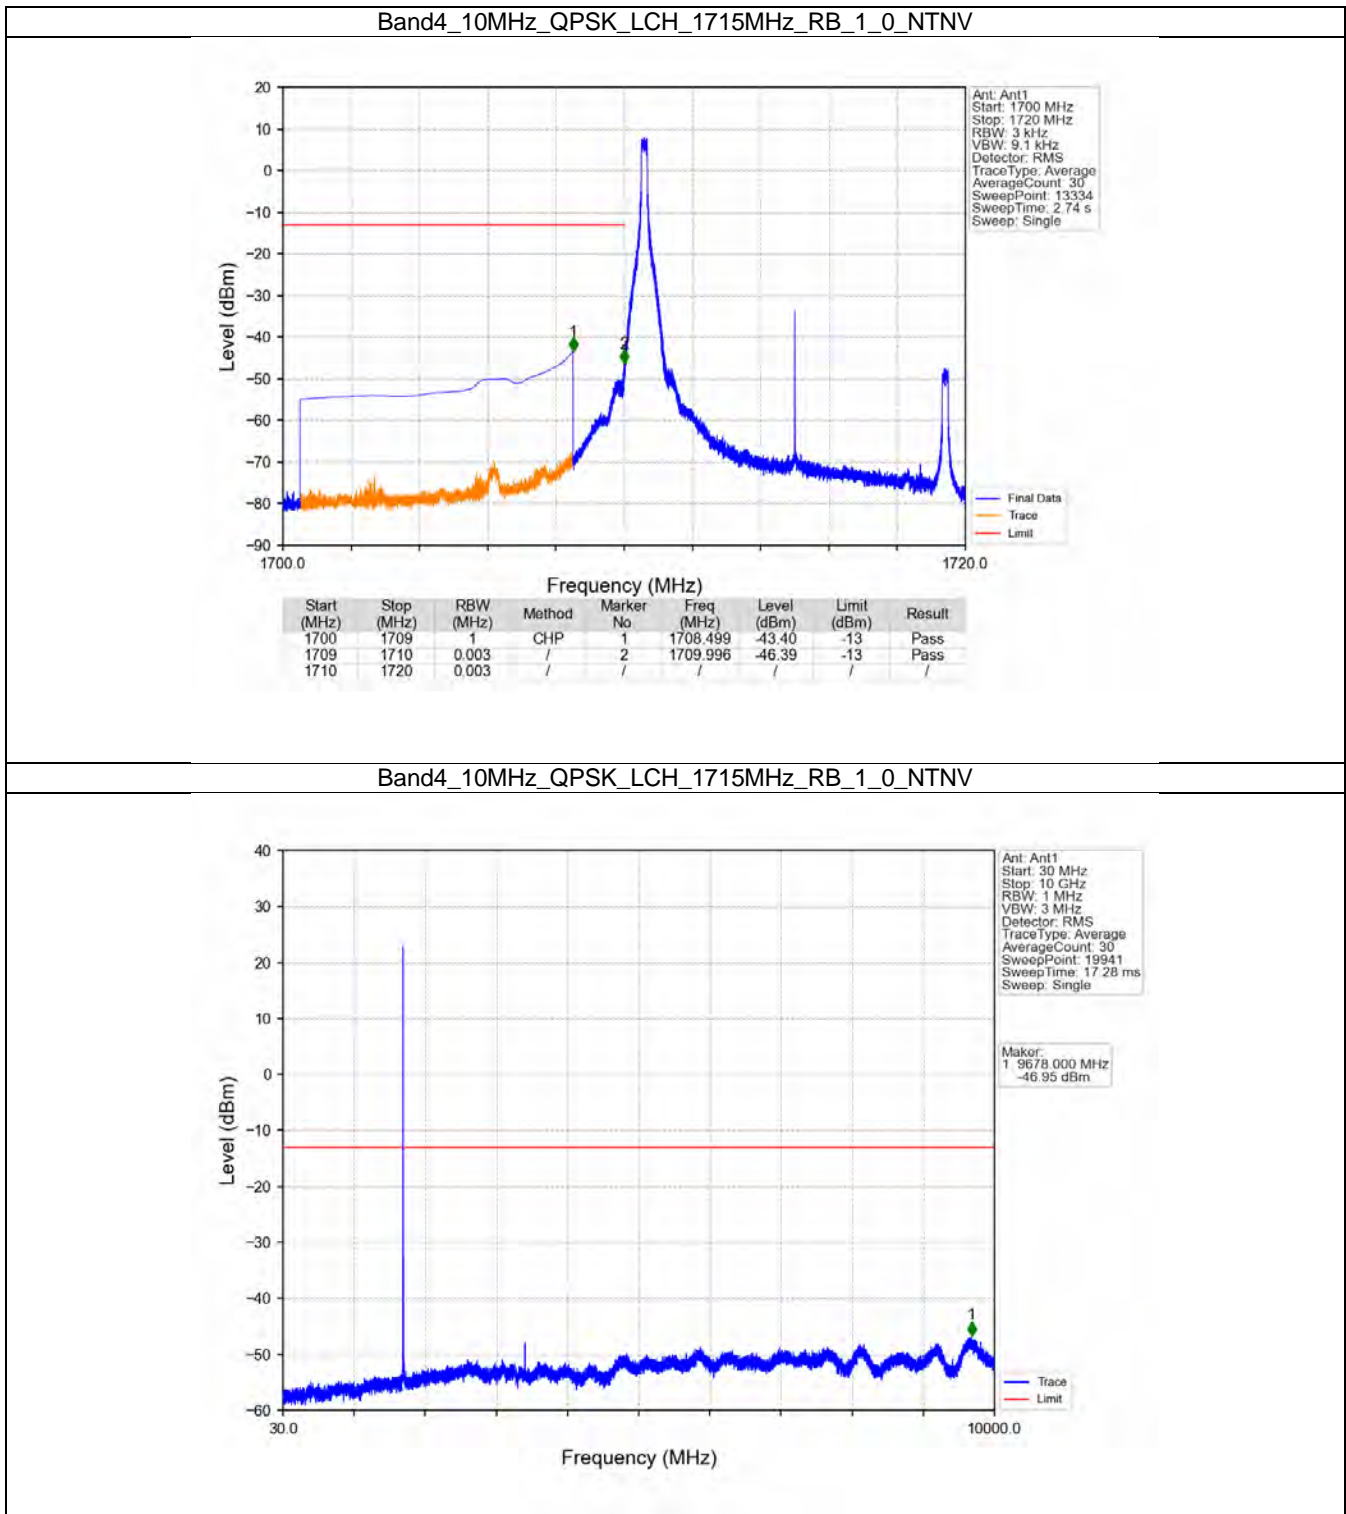 Band4_10MHz_QPSK_LCH_1715MHz_RB_1_0_NTNV
20
10
0
−10
−20
−30
−40
−50
−60
−70
−80
−90
Level (dBm)
1
2
1700.0
1720.0
Frequency (MHz)
Ant: Ant1
Start: 1700 MHz
Stop: 1720 MHz
RBW: 3 kHz
VBW: 9.1 kHz
Detector: RMS
TraceType: Average
AverageCount: 30
SweepPoint: 13334
SweepTime: 2.74 s
Sweep: Single
Final Data
Trace
Limit
Start (MHz) Stop (MHz) RBW (MHz) Method Marker No Freq (MHz) Level (dBm) Limit (dBm) Result
1700 1709 1 CHP 1 1708.499 -43.40 -13 Pass
1709 1710 0.003 / 2 1709.996 -46.39 -13 Pass
1710 1720 0.003 / / / / / /
Band4_10MHz_QPSK_LCH_1715MHz_RB_1_0_NTNV
40
30
20
10
0
−10
−20
−30
−40
−50
−60
Level (dBm)
1
30.0
10000.0
Frequency (MHz)
Ant: Ant1
Start: 30 MHz
Stop: 10 GHz
RBW: 1 MHz
VBW: 3 MHz
Detector: RMS
TraceType: Average
AverageCount: 30
SweepPoint: 19941
SweepTime: 17.28 ms
Sweep: Single
Maker:
1 9678.000 MHz
-46.95 dBm
Trace
Limit